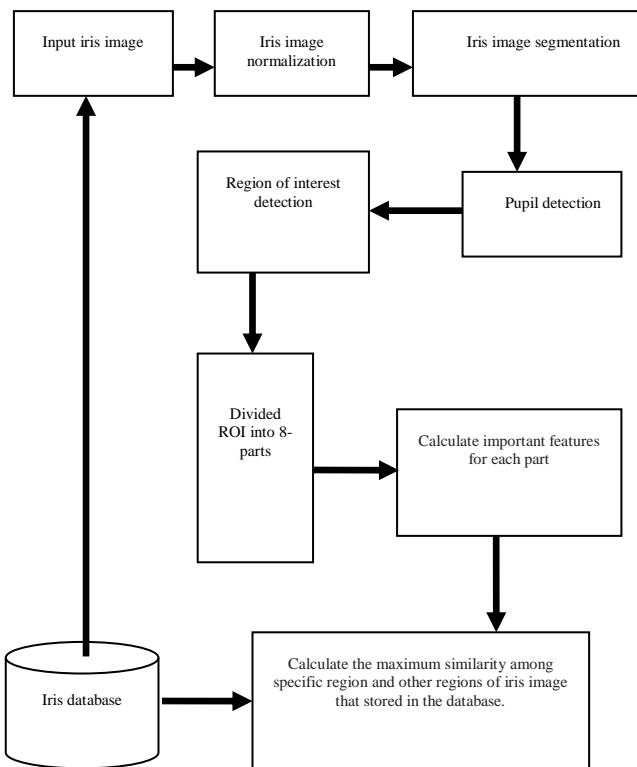 Input iris image
Iris image
normalization
Iris image segmentation
Region of interest
detection
Pupil detection
Divided
ROI into 8-
parts
Calculate important features
for each part
Iris database
Calculate the maximum similarity among
specific region and other regions of iris image
that stored in the database.